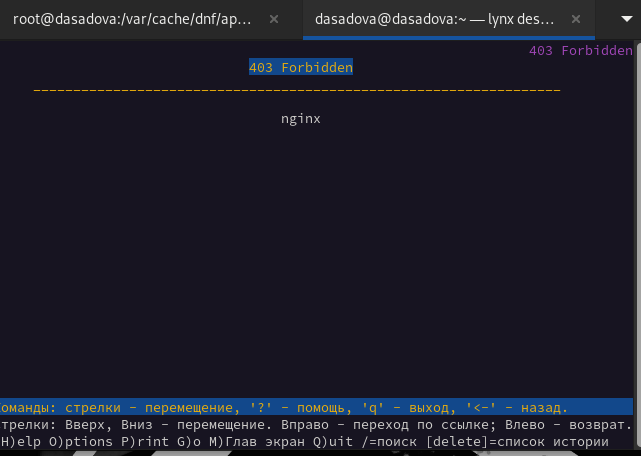 root@dasadova:/var/cache/dnf/ap...
dasadova@dasadova:~ — lynx des...
403 Forbidden
403 Forbidden
nginx
оманды: стрелки - перемещение, '?' - помощь, 'q' - выход, '<-' - назад.
трелки: Вверх, Вниз - перемещение. Вправо - переход по ссылке; Влево - возврат.
H)elp O)ptions P)rint G)o M)Глав экран Q)uit /=поиск [delete]=список истории